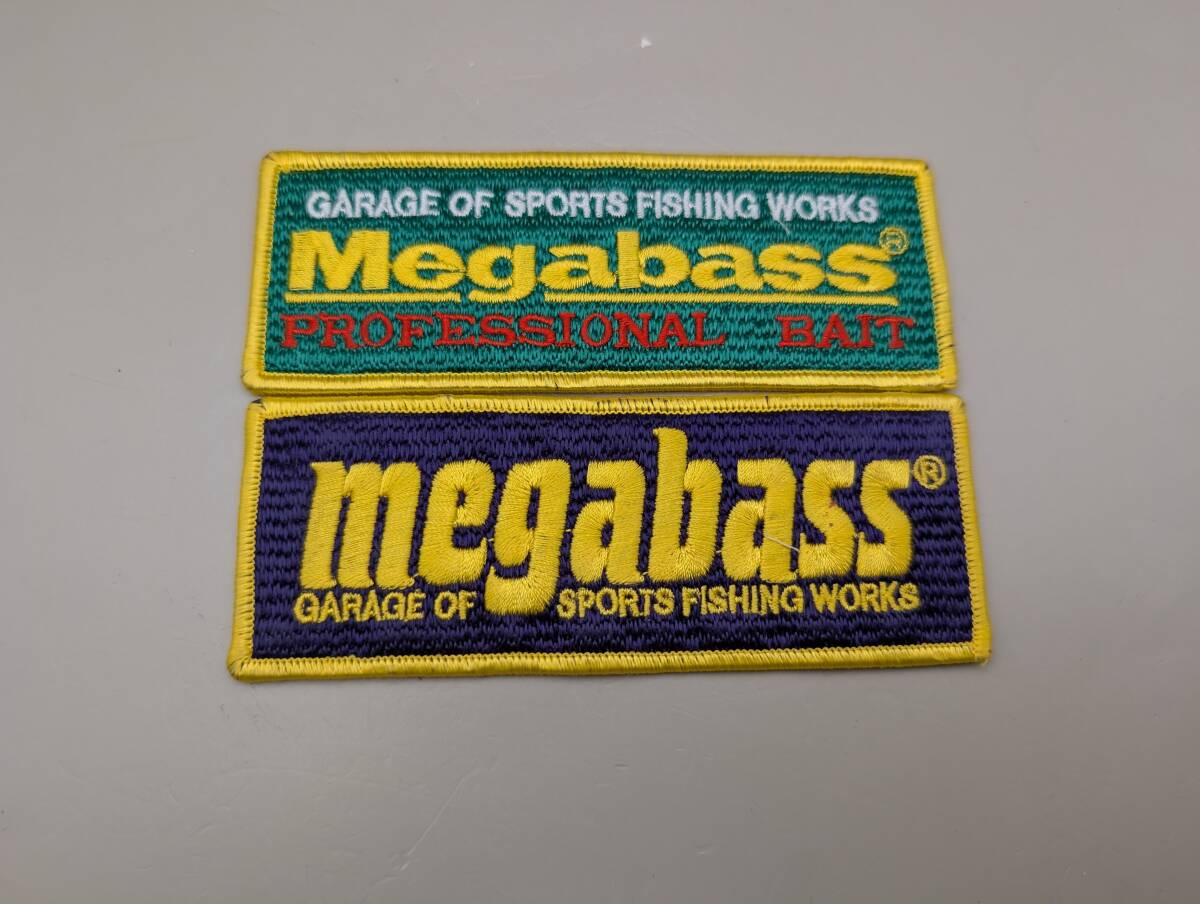 GARAGE OF SPORTS FISHING WORKS
Megabass®
PROFESSIONAL BAIT
megabass®
GARAGE OF SPORTS FISHING WORKS